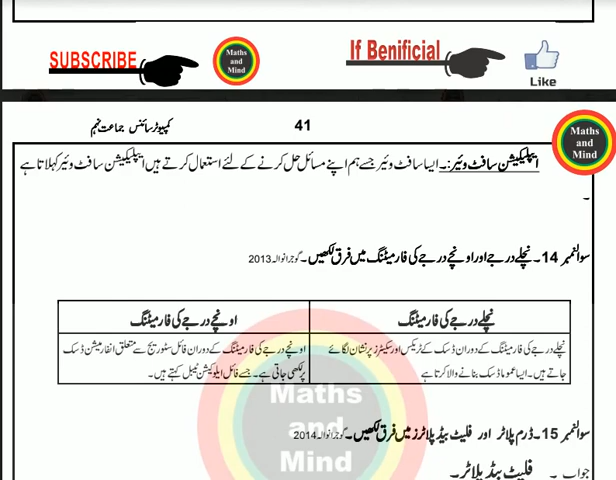 SUBSCRIBE
Maths
and
Mind
If Benificial
Like
کمپیوٹر سائنس جماعت نہم
41
Maths
and
Mind
ایپلیکیشن سافٹ وئیر:۔ ایسا سافٹ وئیر جسے ہم اپنے مسائل حل کرنے کے لئے استعمال کرتے ہیں ایپلیکیشن سافٹ وئیر کہلاتا ہے
۔
سوال نمبر 14۔ نچلے درجے اور اونچے درجے کی فارمیٹنگ میں فرق لکھیں۔ گوجرانوالہ 2013
نچلے درجے کی فارمیٹنگ
اونچے درجے کی فارمیٹنگ
نچلے درجے کی فارمیٹنگ کے دوران ڈسک کے ٹریکس اور سیکٹرز پر نشان لگائے
جاتے ہیں۔ ایسا عموما ڈسک بنانے والا کرتا ہے
اونچے درجے کی فارمیٹنگ کے دوران فائل سٹوریج سے متعلق انفارمیشن ڈسک
پر لکھی جاتی ہے۔ جسے فائل ایلوکیشن ٹیبل کہتے ہیں۔
Maths
and
Mind
سوال نمبر 15۔ ڈرم پلاٹر اور فلیٹ بیڈ پلاٹرز میں فرق لکھیں۔ گوجرانوالہ 2014
جواب ۔ فلیٹ بیڈ پلاٹر۔